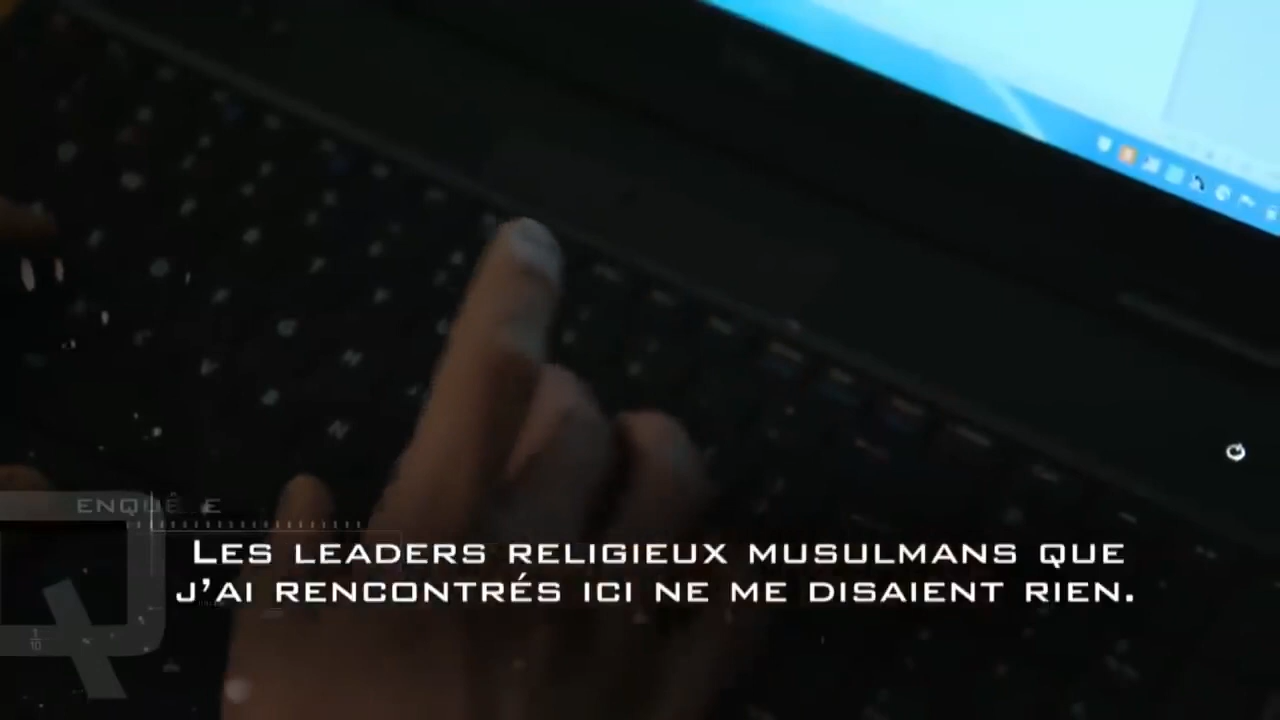 LES LEADERS RELIGIEUX MUSULMANS QUE
J'AI RENCONTRÉS ICI NE ME DISAIENT RIEN.